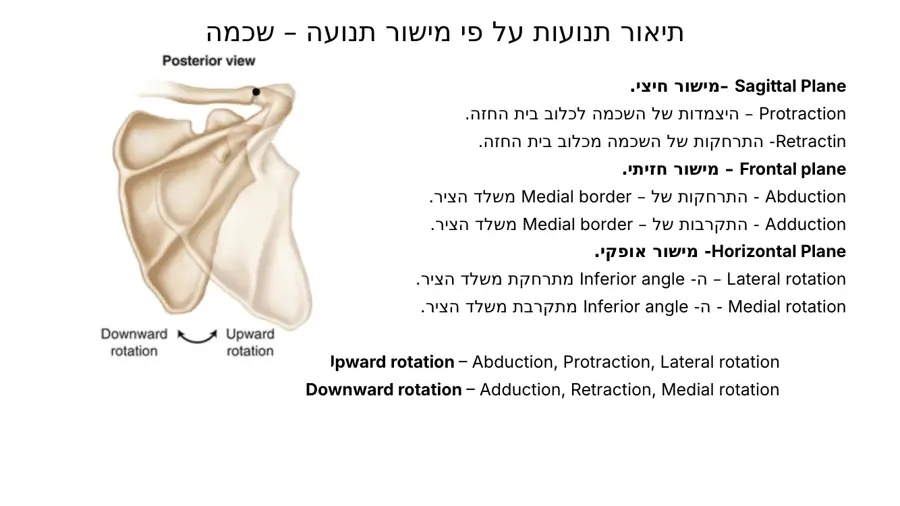 תיאור תנועות על פי מישור תנועה – שכמה
Posterior view
Sagittal Plane –מישור חיצי.
Protraction – היצמדות של השכמה לכלוב בית החזה.
Retractin- התרחקות של השכמה מכלוב בית החזה.
Frontal plane – מישור חזיתי.
Abduction - התרחקות של – Medial border משלד הציר.
Adduction - התקרבות של – Medial border משלד הציר.
Horizontal Plane- מישור אופקי.
Lateral rotation – ה- Inferior angle מתרחקת משלד הציר.
Medial rotation - ה- Inferior angle מתקרבת משלד הציר.
Downward rotation
Upward rotation
Upward rotation – Abduction, Protraction, Lateral rotation
Downward rotation – Adduction, Retraction, Medial rotation